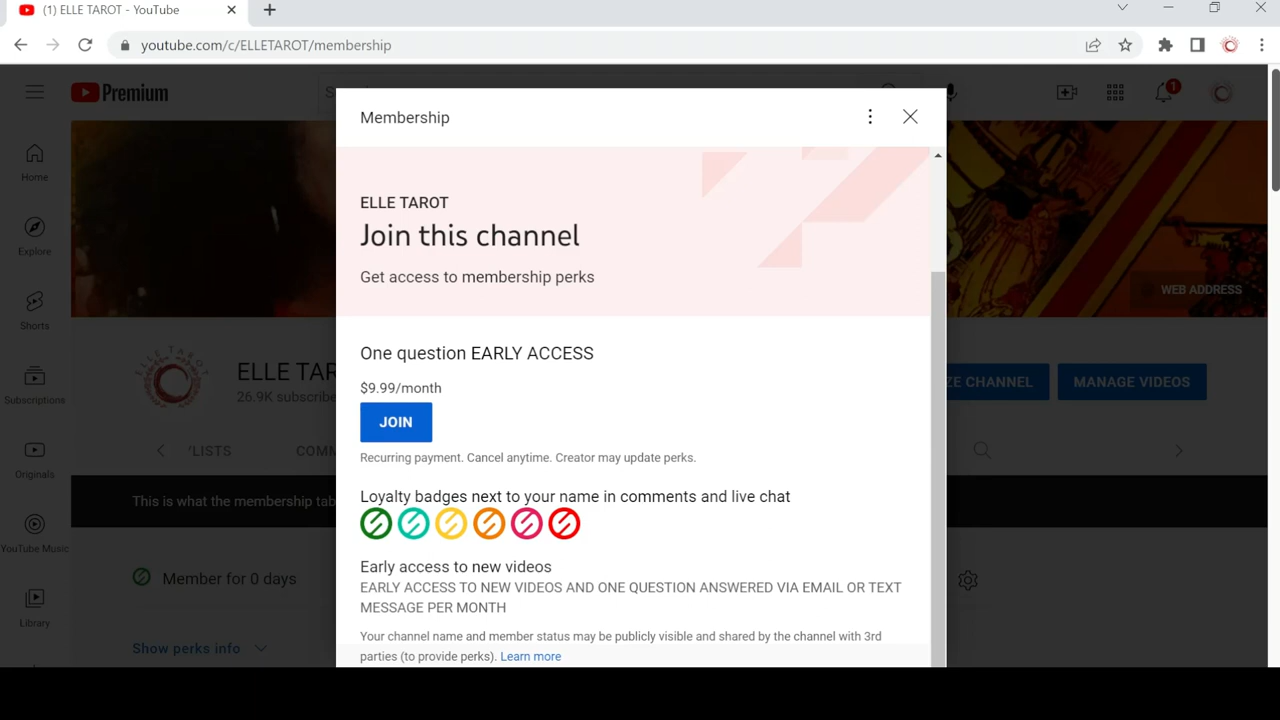 (1) ELLE TAROT - YouTube
youtube.com/c/ELLETAROT/membership
Premium
S
1
Membership
Home
Explore
Shorts
Subscriptions
Originals
YouTube Music
Library
ELLE TAROT
Join this channel
Get access to membership perks
WEB ADDRESS
One question EARLY ACCESS
$9.99/month
JOIN
Recurring payment. Cancel anytime. Creator may update perks.
Loyalty badges next to your name in comments and live chat
Early access to new videos
EARLY ACCESS TO NEW VIDEOS AND ONE QUESTION ANSWERED VIA EMAIL OR TEXT
MESSAGE PER MONTH
Your channel name and member status may be publicly visible and shared by the channel with 3rd
parties (to provide perks). Learn more
ELLE TAROT
ELLE TAR
26.9K subscribe
ZE CHANNEL
MANAGE VIDEOS
YLISTS
COMM
This is what the membership tab
Member for 0 days
Show perks info